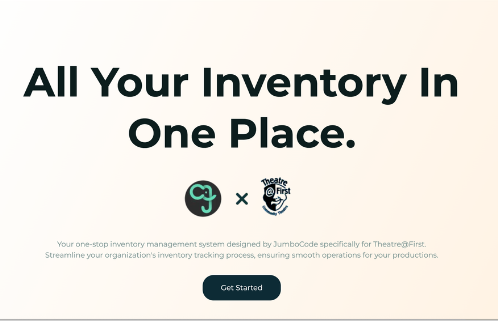 All Your Inventory In
One Place.
Theatre
@ First
Your one-stop inventory management system designed by JumboCode specifically for Theatre@First.
Streamline your organization's inventory tracking process, ensuring smooth operations for your productions.
Get Started